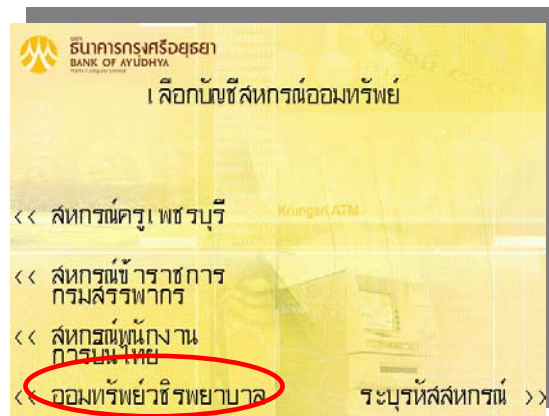 บมจ.
ธนาคารกรุงศรีอยุธยา
BANK OF AYUDHYA
Public Company Limited
เลือกบัญชีสหกรณ์ออมทรัพย์
Krungsri ATM
<< สหกรณ์ครูเพชรบุรี
<< สหกรณ์ข้าราชการ
กรมสรรพากร
<< สหกรณ์พนักงาน
การบินไทย
<< ออมทรัพย์วชิรพยาบาล
ระบุรหัสสหกรณ์ >>